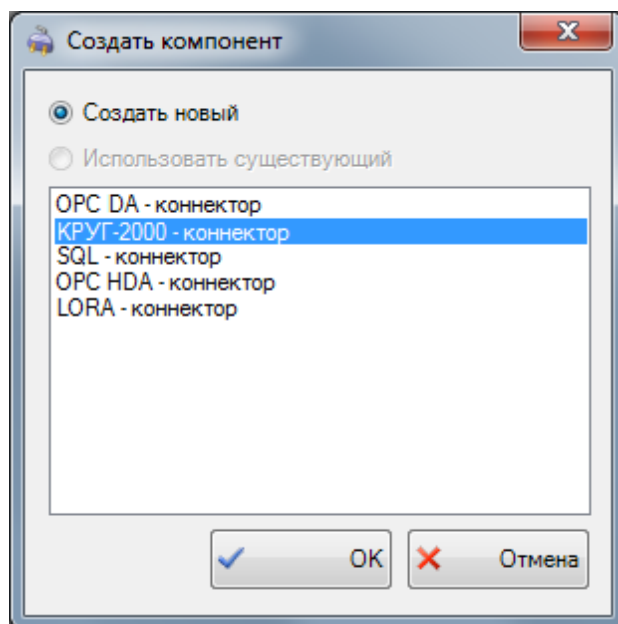 Создать компонент
Создать новый
Использовать существующий
OPC DA - коннектор
КРУГ-2000 - коннектор
SQL - коннектор
OPC HDA - коннектор
LORA - коннектор
OK
Отмена